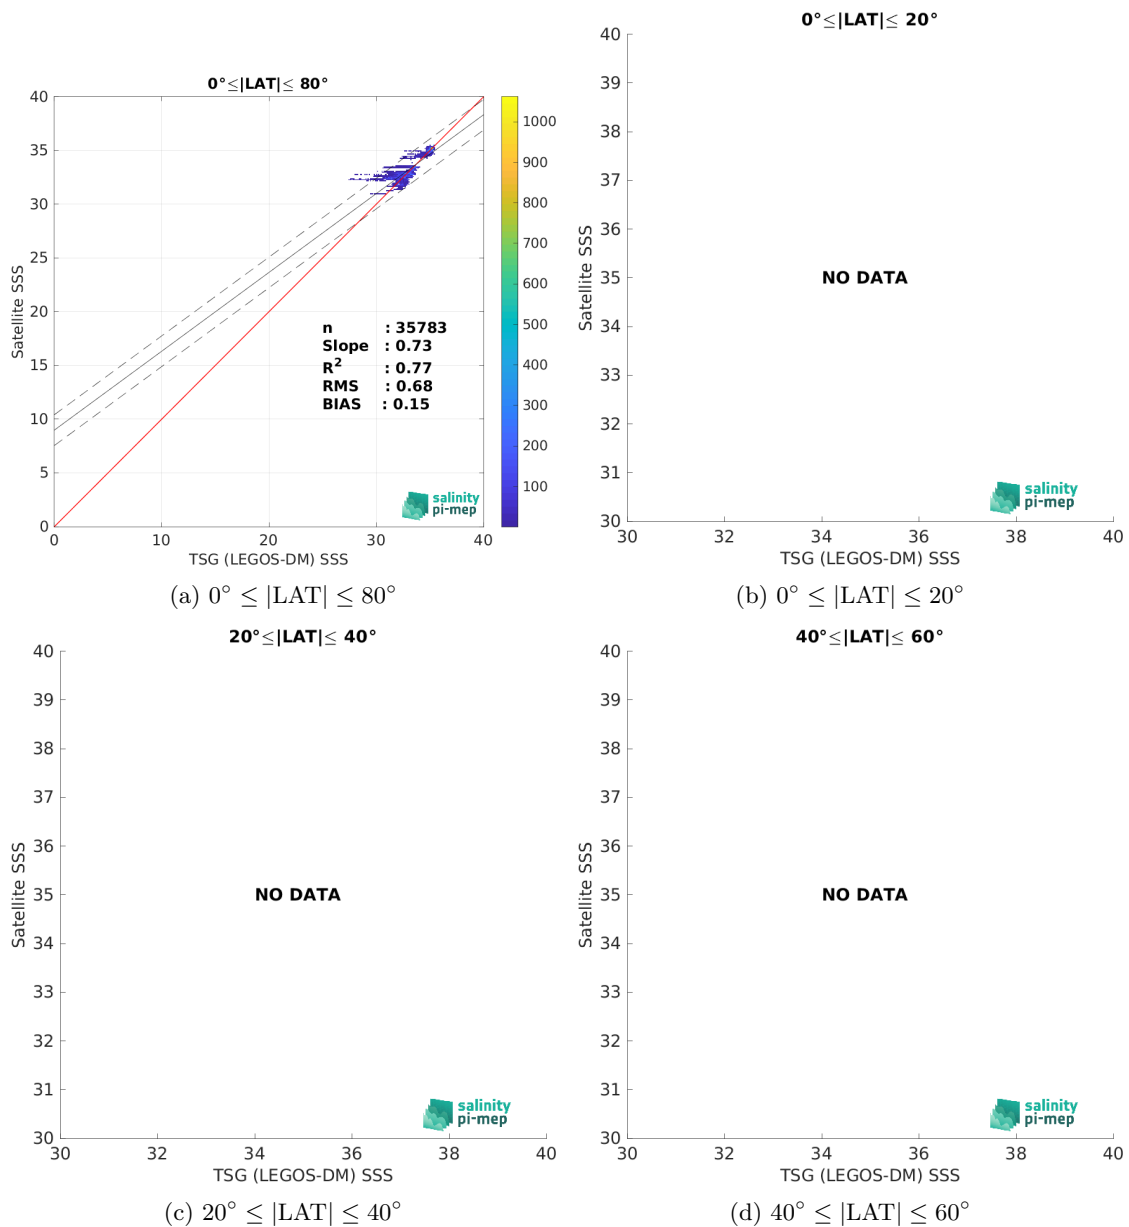 0°≤|LAT|≤ 80°
40
35
30
25
20
15
10
5
0
0
10
20
30
40
Satellite SSS
TSG (LEGOS-DM) SSS
1000
900
800
700
600
500
400
300
200
100
n : 35783
Slope : 0.73
R² : 0.77
RMS : 0.68
BIAS : 0.15
salinity
pi-mep
(a) 0° ≤ |LAT| ≤ 80°
0°≤|LAT|≤ 20°
40
39
38
37
36
35
34
33
32
31
30
30
32
34
36
38
40
Satellite SSS
NO DATA
TSG (LEGOS-DM) SSS
salinity
pi-mep
(b) 0° ≤ |LAT| ≤ 20°
20°≤|LAT|≤ 40°
40
39
38
37
36
35
34
33
32
31
30
30
32
34
36
38
40
Satellite SSS
NO DATA
TSG (LEGOS-DM) SSS
salinity
pi-mep
(c) 20° ≤ |LAT| ≤ 40°
40°≤|LAT|≤ 60°
40
39
38
37
36
35
34
33
32
31
30
30
32
34
36
38
40
Satellite SSS
NO DATA
TSG (LEGOS-DM) SSS
salinity
pi-mep
(d) 40° ≤ |LAT| ≤ 60°